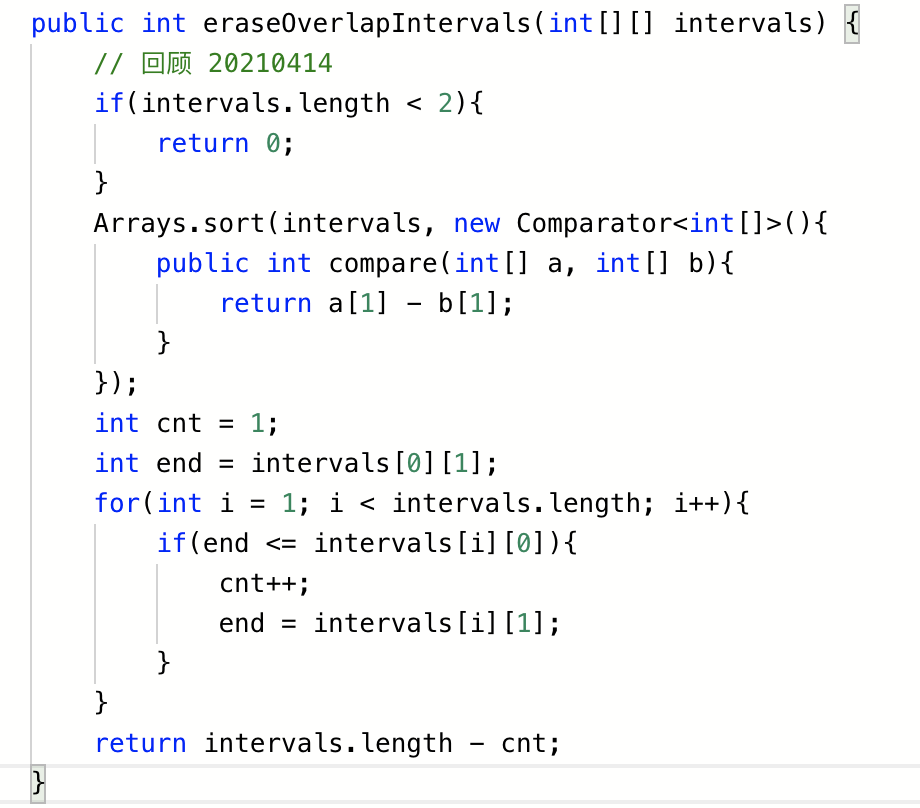 public int eraseOverlapIntervals(int[][] intervals) {
    // 回顾 20210414
    if(intervals.length < 2){
        return 0;
    }
    Arrays.sort(intervals, new Comparator<int[]>(){
        public int compare(int[] a, int[] b){
            return a[1] - b[1];
        }
    });
    int cnt = 1;
    int end = intervals[0][1];
    for(int i = 1; i < intervals.length; i++){
        if(end <= intervals[i][0]){
            cnt++;
            end = intervals[i][1];
        }
    }
    return intervals.length - cnt;
}